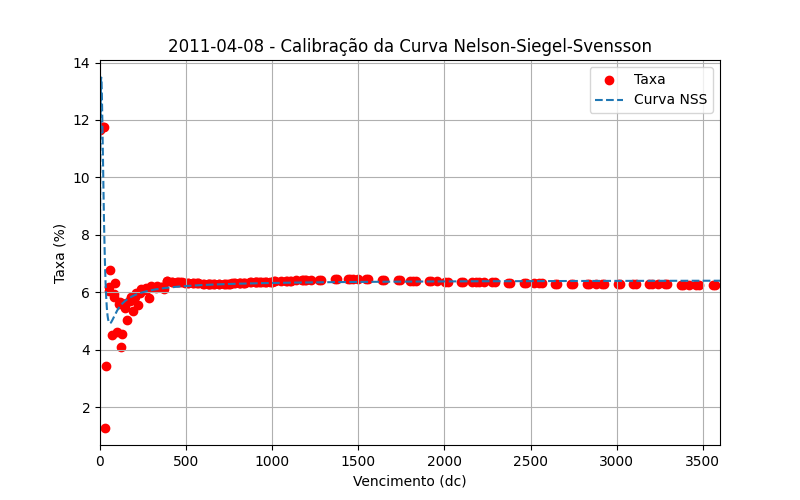 2011-04-08 - Calibração da Curva Nelson-Siegel-Svensson
Taxa
Curva NSS
Taxa (%)
14
12
10
8
6
4
2
0 500 1000 1500 2000 2500 3000 3500
Vencimento (dc)